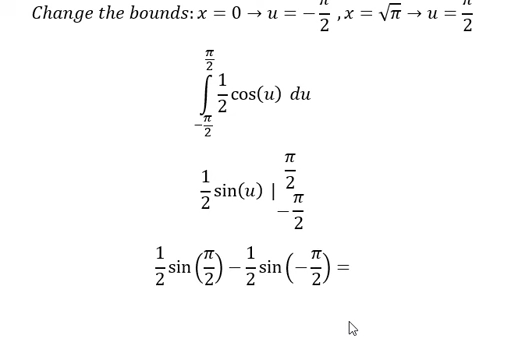 Change the bounds: x = 0 → u = −π/2 , x = √π → u = π/2
∫_{−π/2}^{π/2} 1/2 cos(u) du
1/2 sin(u) |_{−π/2}^{π/2}
1/2 sin(π/2) − 1/2 sin(−π/2) =